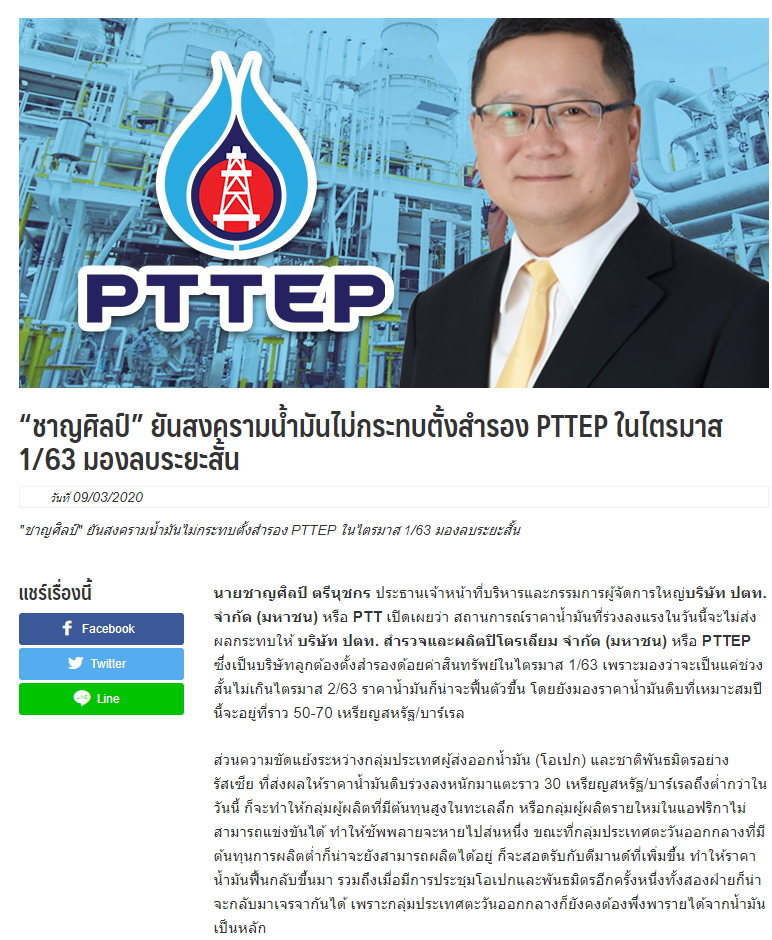 PTTEP
“ชาญศิลป์” ยันสงครามน้ำมันไม่กระทบตั้งสำรอง PTTEP ในไตรมาส
1/63 มองลบระยะสั้น
วันที่ 09/03/2020
"ชาญศิลป์" ยันสงครามน้ำมันไม่กระทบตั้งสำรอง PTTEP ในไตรมาส 1/63 มองลบระยะสั้น
แชร์เรื่องนี้
Facebook
Twitter
Line
นายชาญศิลป์ ตรีนุชกร ประธานเจ้าหน้าที่บริหารและกรรมการผู้จัดการใหญ่บริษัท ปตท.
จำกัด (มหาชน) หรือ PTT เปิดเผยว่า สถานการณ์ราคาน้ำมันที่ร่วงลงแรงในวันนี้จะไม่ส่ง
ผลกระทบให้ บริษัท ปตท. สำรวจและผลิตปิโตรเลียม จำกัด (มหาชน) หรือ PTTEP
ซึ่งเป็นบริษัทลูกต้องตั้งสำรองด้อยค่าสินทรัพย์ในไตรมาส 1/63 เพราะมองว่าจะเป็นแค่ช่วง
สั้นไม่เกินไตรมาส 2/63 ราคาน้ำมันก็น่าจะฟื้นตัวขึ้น โดยยังมองราคาน้ำมันดิบที่เหมาะสมปี
นี้จะอยู่ที่ราว 50-70 เหรียญสหรัฐ/บาร์เรล
ส่วนความขัดแย้งระหว่างกลุ่มประเทศผู้ส่งออกน้ำมัน (โอเปก) และชาติพันธมิตรอย่าง
รัสเซีย ที่ส่งผลให้ราคาน้ำมันดิบร่วงลงหนักมาแตะราว 30 เหรียญสหรัฐ/บาร์เรลถึงต่ำกว่าใน
วันนี้ ก็จะทำให้กลุ่มผู้ผลิตที่มีต้นทุนสูงในทะเลลึก หรือกลุ่มผู้ผลิตรายใหม่ในแอฟริกาไม่
สามารถแข่งขันได้ ทำให้ซัพพลายจะหายไปส่นหนึ่ง ขณะที่กลุ่มประเทศตะวันออกกลางที่มี
ต้นทุนการผลิตต่ำก็น่าจะยังสามารถผลิตได้อยู่ ก็จะสอดรับกับดีมานด์ที่เพิ่มขึ้น ทำให้ราคา
น้ำมันฟื้นกลับขึ้นมา รวมถึงเมื่อมีการประชุมโอเปกและพันธมิตรอีกครั้งหนึ่งทั้งสองฝ่ายก็น่า
จะกลับมาเจรจากันได้ เพราะกลุ่มประเทศตะวันออกกลางก็ยังคงต้องพึ่งพารายได้จากน้ำมัน
เป็นหลัก